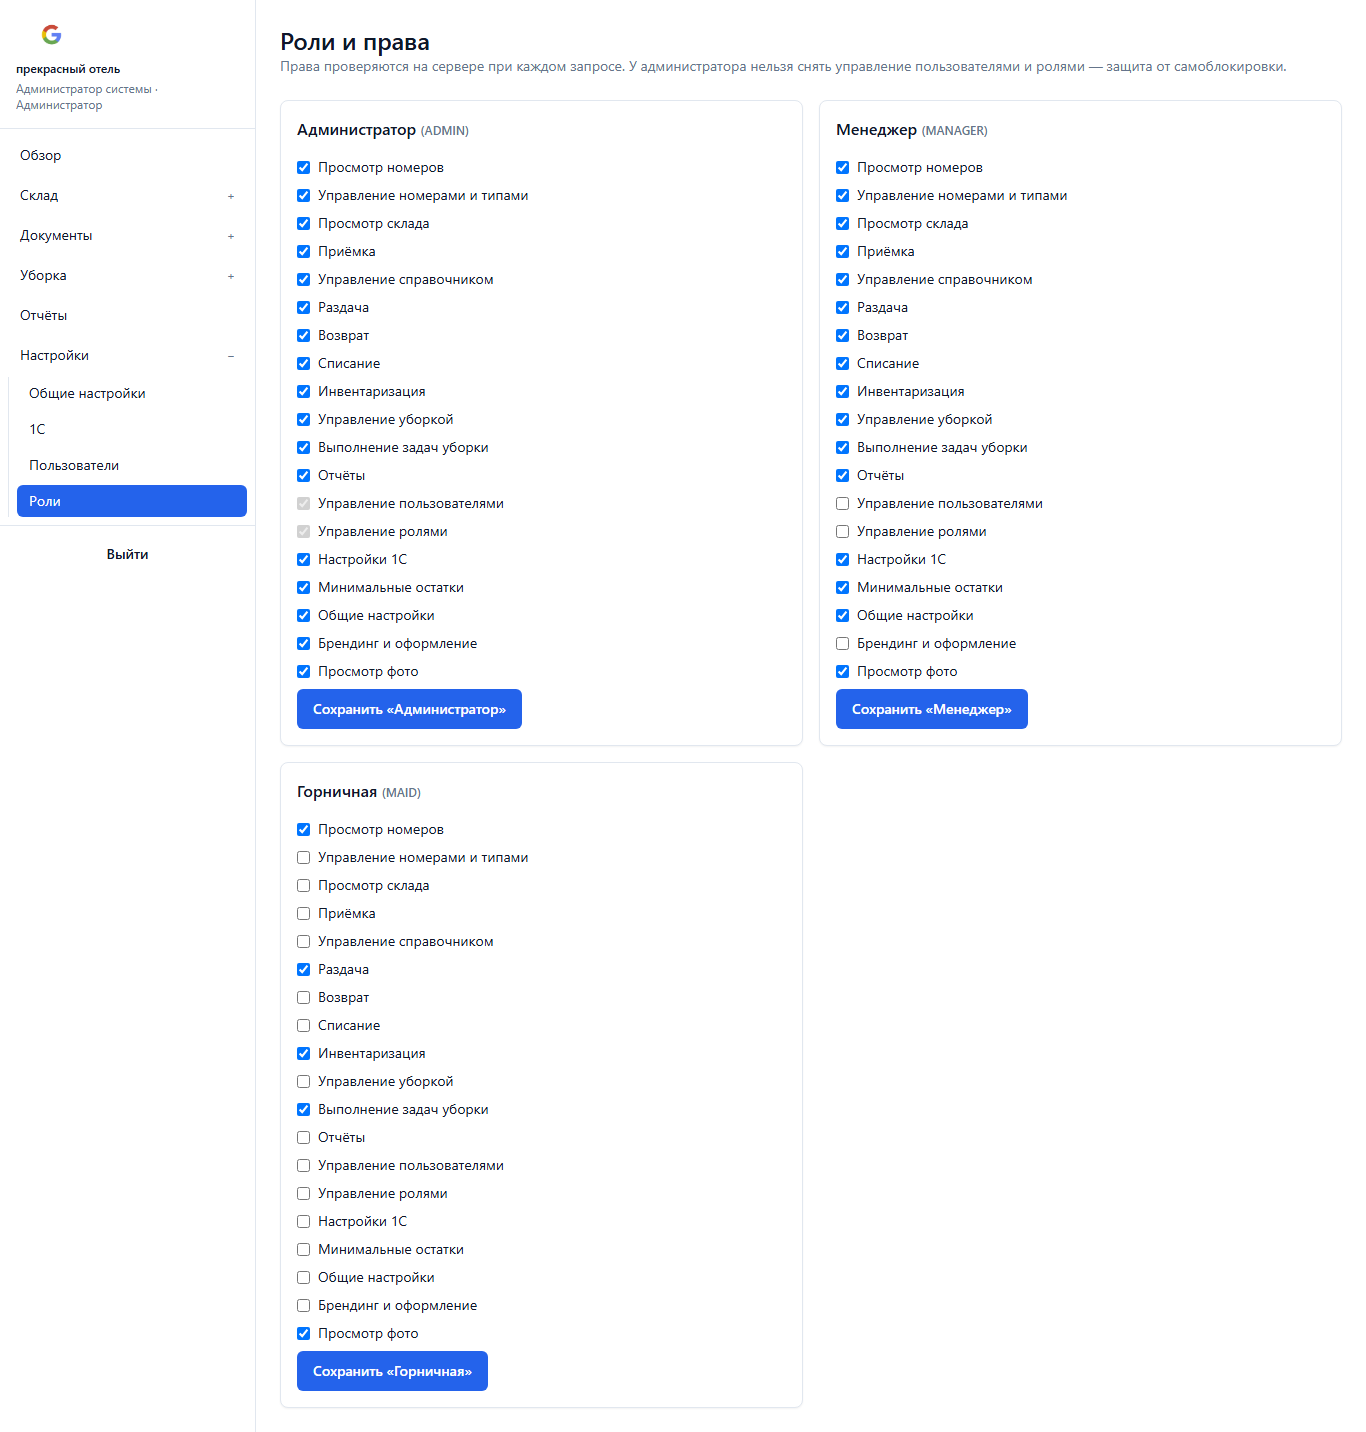 прекрасный отель
Администратор системы ·
Администратор
Обзор
Склад +
Документы +
Уборка +
Отчёты
Настройки −
Общие настройки
1С
Пользователи
Роли
Выйти
Роли и права
Права проверяются на сервере при каждом запросе. У администратора нельзя снять управление пользователями и ролями — защита от самоблокировки.
Администратор (ADMIN)
Просмотр номеров
Управление номерами и типами
Просмотр склада
Приёмка
Управление справочником
Раздача
Возврат
Списание
Инвентаризация
Управление уборкой
Выполнение задач уборки
Отчёты
Управление пользователями
Управление ролями
Настройки 1С
Минимальные остатки
Общие настройки
Брендинг и оформление
Просмотр фото
Сохранить «Администратор»
Менеджер (MANAGER)
Просмотр номеров
Управление номерами и типами
Просмотр склада
Приёмка
Управление справочником
Раздача
Возврат
Списание
Инвентаризация
Управление уборкой
Выполнение задач уборки
Отчёты
Управление пользователями
Управление ролями
Настройки 1С
Минимальные остатки
Общие настройки
Брендинг и оформление
Просмотр фото
Сохранить «Менеджер»
Горничная (MAID)
Просмотр номеров
Управление номерами и типами
Просмотр склада
Приёмка
Управление справочником
Раздача
Возврат
Списание
Инвентаризация
Управление уборкой
Выполнение задач уборки
Отчёты
Управление пользователями
Управление ролями
Настройки 1С
Минимальные остатки
Общие настройки
Брендинг и оформление
Просмотр фото
Сохранить «Горничная»